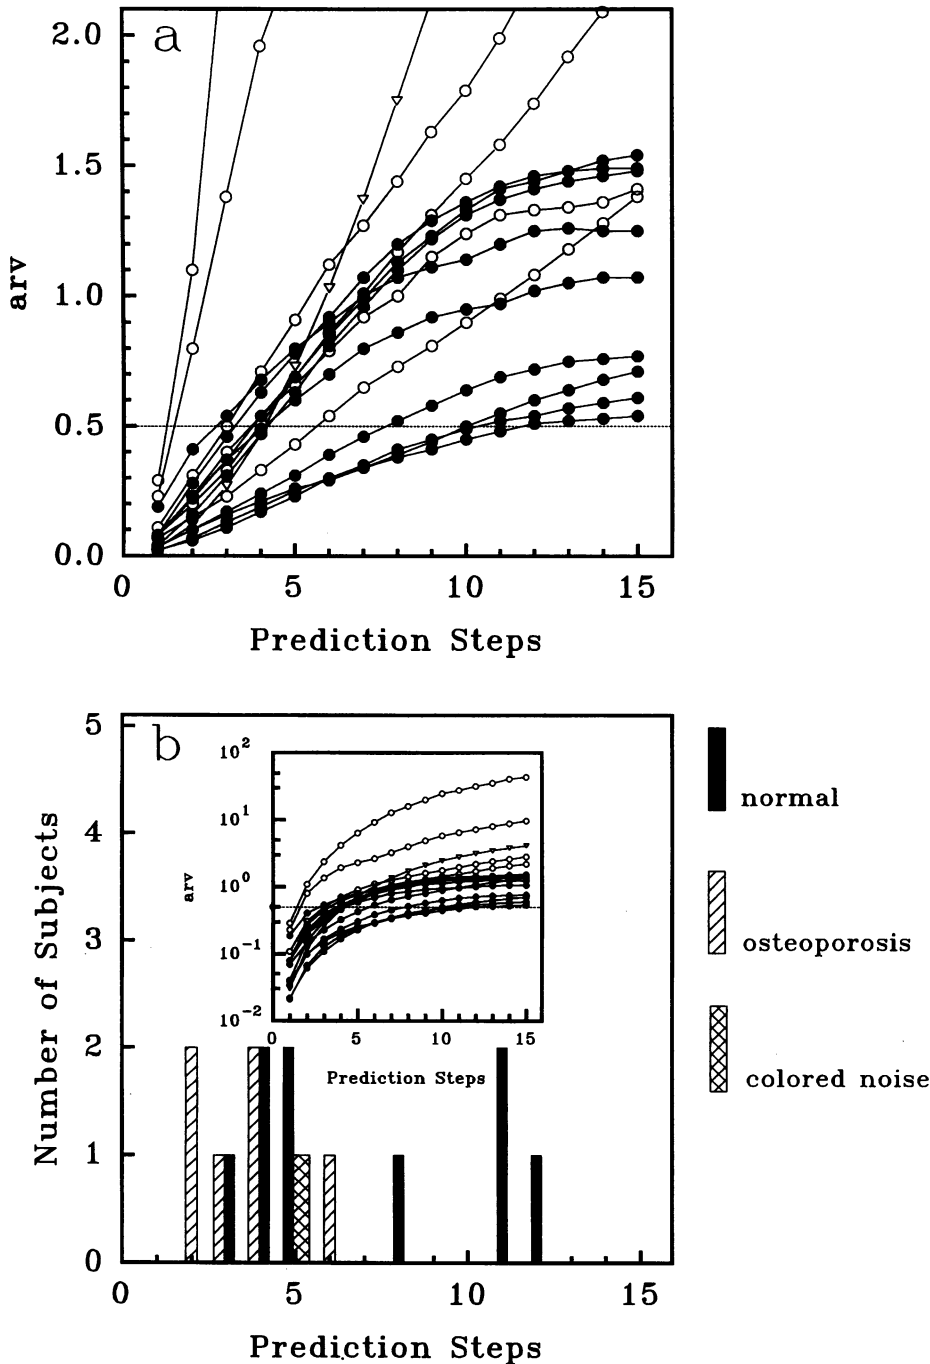 a
2.0
1.5
1.0
0.5
0.0
arv
0 5 10 15
Prediction Steps
b
5
4
3
2
1
0
Number of Subjects
10²
10¹
10⁰
10⁻¹
10⁻²
arv
0 5 10 15
Prediction Steps
normal
osteoporosis
colored noise
0 5 10 15
Prediction Steps